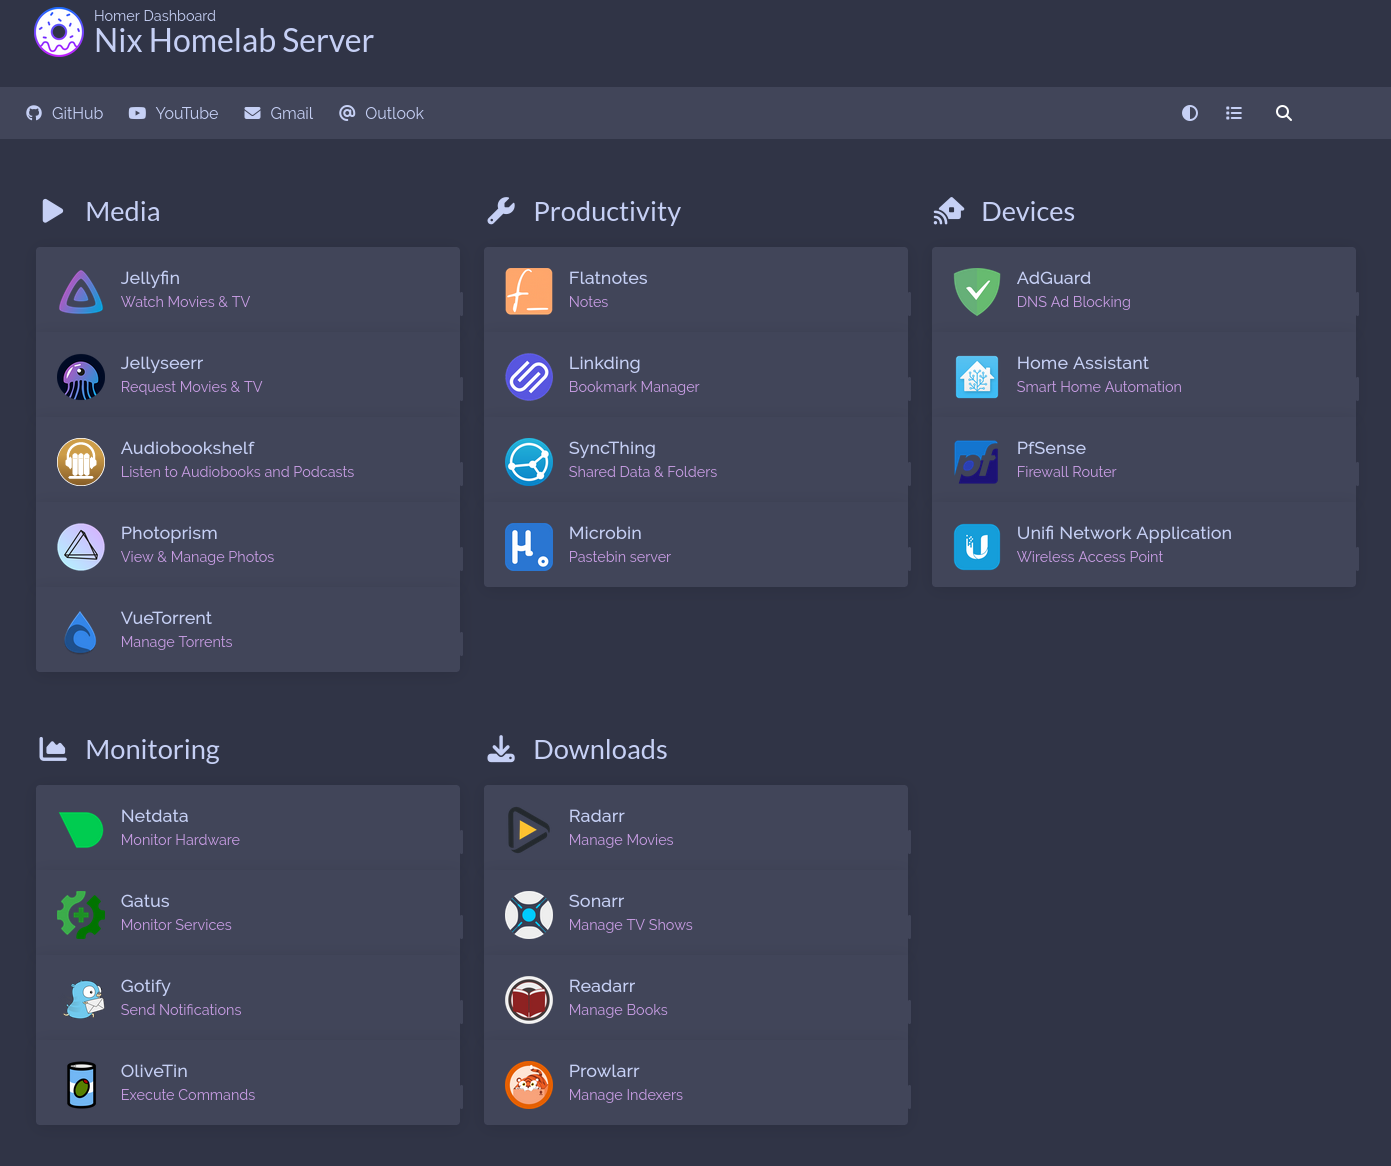 Homer Dashboard
Nix Homelab Server
GitHub
YouTube
Gmail
Outlook
Media
Jellyfin
Watch Movies & TV
Jellyseerr
Request Movies & TV
Audiobookshelf
Listen to Audiobooks and Podcasts
Photoprism
View & Manage Photos
VueTorrent
Manage Torrents
Productivity
Flatnotes
Notes
Linkding
Bookmark Manager
SyncThing
Shared Data & Folders
Microbin
Pastebin server
Devices
AdGuard
DNS Ad Blocking
Home Assistant
Smart Home Automation
pf
PfSense
Firewall Router
Unifi Network Application
Wireless Access Point
Monitoring
Netdata
Monitor Hardware
Gatus
Monitor Services
Gotify
Send Notifications
OliveTin
Execute Commands
Downloads
Radarr
Manage Movies
Sonarr
Manage TV Shows
Readarr
Manage Books
Prowlarr
Manage Indexers